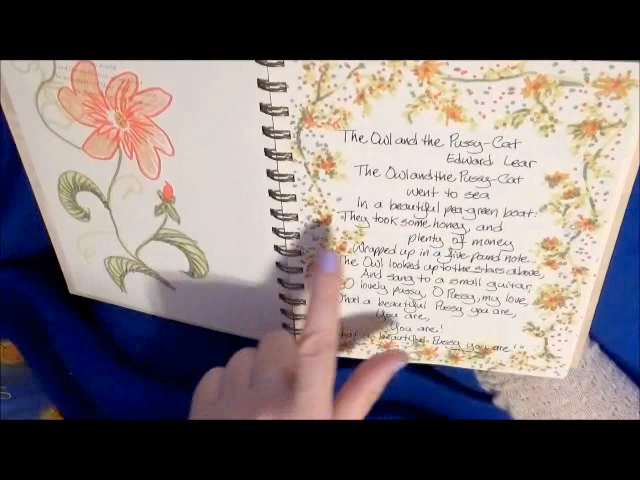 The Owl and the Pussy-Cat
Edward Lear
The Owl and the Pussy-Cat
went to sea
In a beautiful pea green boat:
They took some honey, and
plenty of money
Wrapped up in a five pound note.
The Owl looked up to the stars above,
And sang to a small guitar,
O lovely pussy, O Pussy, my love,
What a beautiful Pussy you are,
You are,
You are!
What a beautiful Pussy you are!"